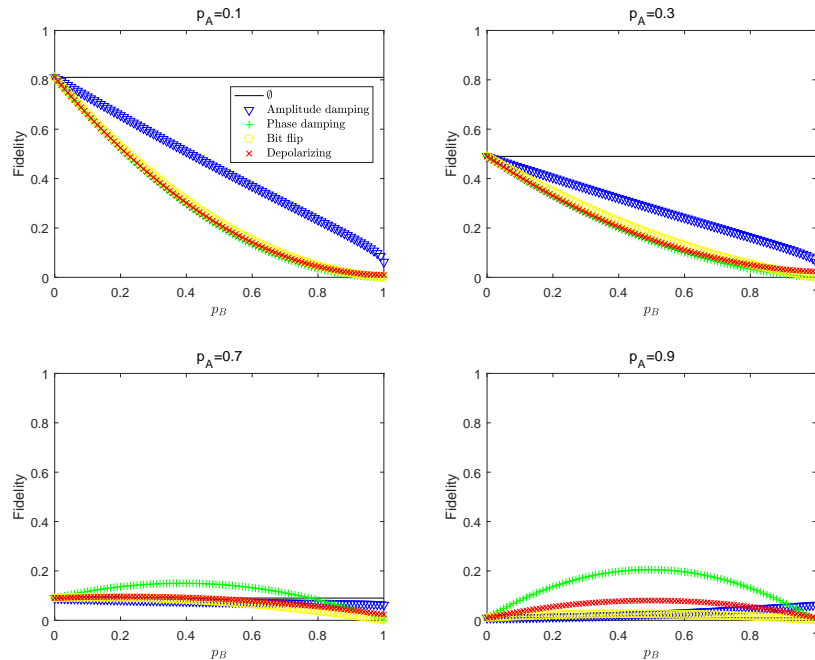 p_A=0.1
1
0.8
0.6
0.4
0.2
0
Fidelity
∅
Amplitude damping
Phase damping
Bit flip
Depolarizing
0 0.2 0.4 0.6 0.8 1
p_B
p_A=0.3
1
0.8
0.6
0.4
0.2
0
Fidelity
0 0.2 0.4 0.6 0.8 1
p_B
p_A=0.7
1
0.8
0.6
0.4
0.2
0
Fidelity
0 0.2 0.4 0.6 0.8 1
p_B
p_A=0.9
1
0.8
0.6
0.4
0.2
0
Fidelity
0 0.2 0.4 0.6 0.8 1
p_B